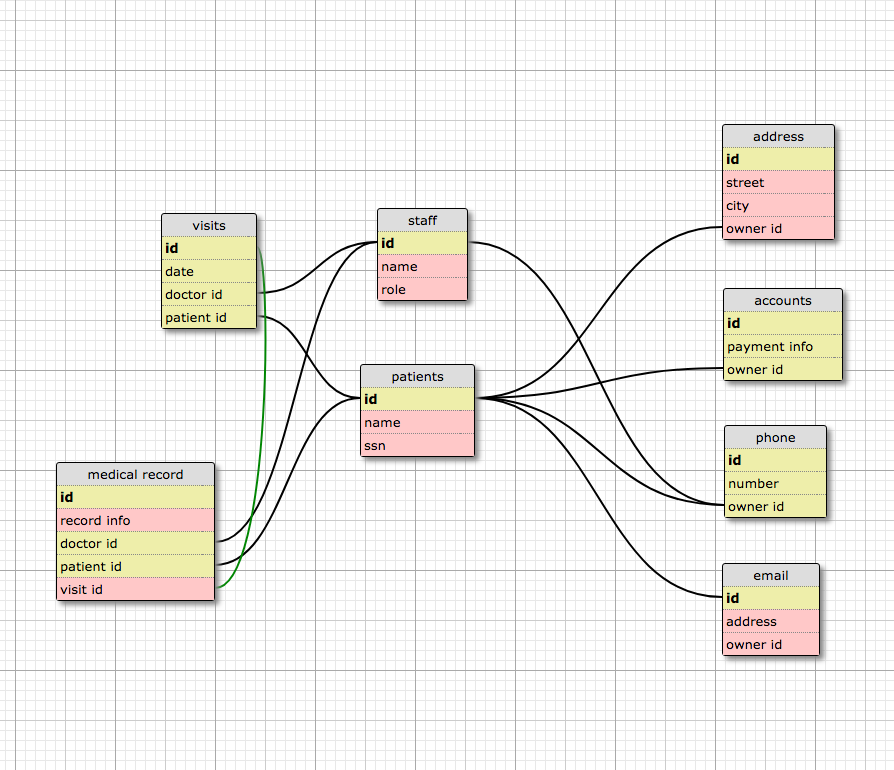 visits
id
date
doctor id
patient id
medical record
id
record info
doctor id
patient id
visit id
staff
id
name
role
patients
id
name
ssn
address
id
street
city
owner id
accounts
id
payment info
owner id
phone
id
number
owner id
email
id
address
owner id